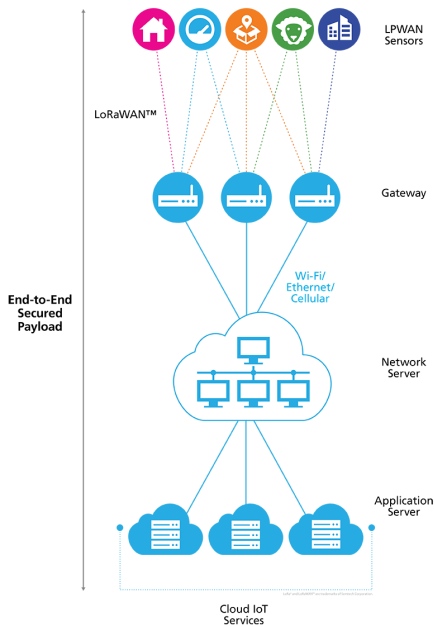 LPWAN
Sensors
LoRaWAN™
Gateway
Wi-Fi/
Ethernet/
Cellular
End-to-End
Secured
Payload
Network
Server
Application
Server
Cloud IoT
Services